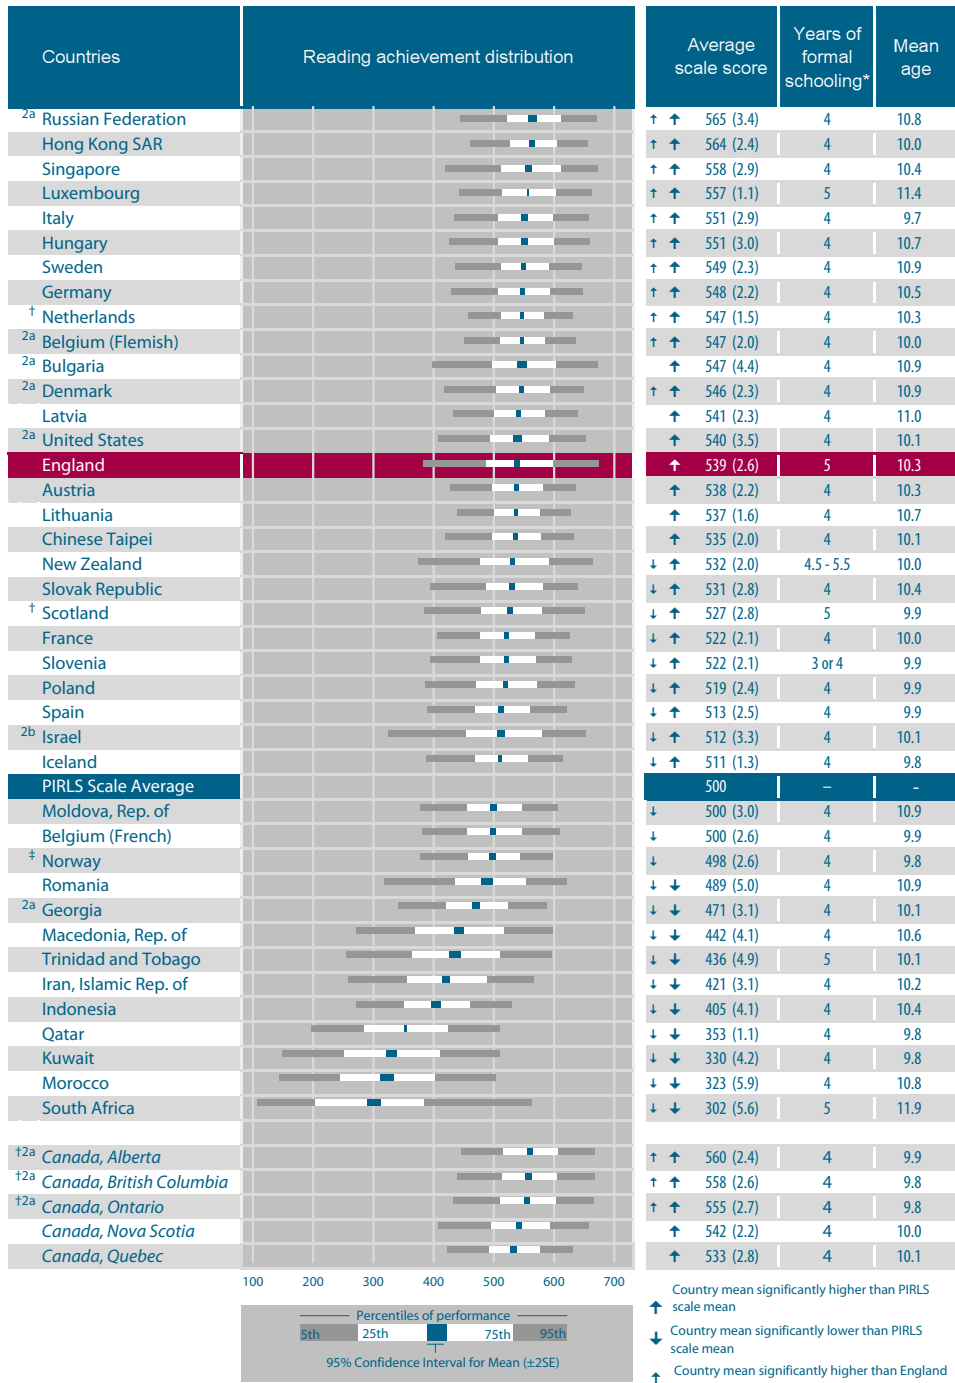 Countries Reading achievement distribution Average scale score Years of formal schooling* Mean age
2a Russian Federation ↑ ↑ 565 (3.4) 4 10.8
Hong Kong SAR ↑ ↑ 564 (2.4) 4 10.0
Singapore ↑ ↑ 558 (2.9) 4 10.4
Luxembourg ↑ ↑ 557 (1.1) 5 11.4
Italy ↑ ↑ 551 (2.9) 4 9.7
Hungary ↑ ↑ 551 (3.0) 4 10.7
Sweden ↑ ↑ 549 (2.3) 4 10.9
Germany ↑ ↑ 548 (2.2) 4 10.5
† Netherlands ↑ ↑ 547 (1.5) 4 10.3
2a Belgium (Flemish) ↑ ↑ 547 (2.0) 4 10.0
2a Bulgaria ↑ 547 (4.4) 4 10.9
2a Denmark ↑ ↑ 546 (2.3) 4 10.9
Latvia ↑ 541 (2.3) 4 11.0
2a United States ↑ 540 (3.5) 4 10.1
England ↑ 539 (2.6) 5 10.3
Austria ↑ 538 (2.2) 4 10.3
Lithuania ↑ 537 (1.6) 4 10.7
Chinese Taipei ↑ 535 (2.0) 4 10.1
New Zealand ↓ ↑ 532 (2.0) 4.5 - 5.5 10.0
Slovak Republic ↓ ↑ 531 (2.8) 4 10.4
† Scotland ↓ ↑ 527 (2.8) 5 9.9
France ↓ ↑ 522 (2.1) 4 10.0
Slovenia ↓ ↑ 522 (2.1) 3 or 4 9.9
Poland ↓ ↑ 519 (2.4) 4 9.9
Spain ↓ ↑ 513 (2.5) 4 9.9
2b Israel ↓ ↑ 512 (3.3) 4 10.1
Iceland ↓ ↑ 511 (1.3) 4 9.8
PIRLS Scale Average 500 – -
Moldova, Rep. of ↓ 500 (3.0) 4 10.9
Belgium (French) ↓ 500 (2.6) 4 9.9
‡ Norway ↓ 498 (2.6) 4 9.8
Romania ↓ ↓ 489 (5.0) 4 10.9
2a Georgia ↓ ↓ 471 (3.1) 4 10.1
Macedonia, Rep. of ↓ ↓ 442 (4.1) 4 10.6
Trinidad and Tobago ↓ ↓ 436 (4.9) 5 10.1
Iran, Islamic Rep. of ↓ ↓ 421 (3.1) 4 10.2
Indonesia ↓ ↓ 405 (4.1) 4 10.4
Qatar ↓ ↓ 353 (1.1) 4 9.8
Kuwait ↓ ↓ 330 (4.2) 4 9.8
Morocco ↓ ↓ 323 (5.9) 4 10.8
South Africa ↓ ↓ 302 (5.6) 5 11.9
†2a Canada, Alberta ↑ ↑ 560 (2.4) 4 9.9
†2a Canada, British Columbia ↑ ↑ 558 (2.6) 4 9.8
†2a Canada, Ontario ↑ ↑ 555 (2.7) 4 9.8
Canada, Nova Scotia ↑ 542 (2.2) 4 10.0
Canada, Quebec ↑ 533 (2.8) 4 10.1
100 200 300 400 500 600 700
Percentiles of performance
5th 25th 75th 95th
95% Confidence Interval for Mean (±2SE)
Country mean significantly higher than PIRLS
↑ scale mean
↓ Country mean significantly lower than PIRLS
scale mean
↑ Country mean significantly higher than England